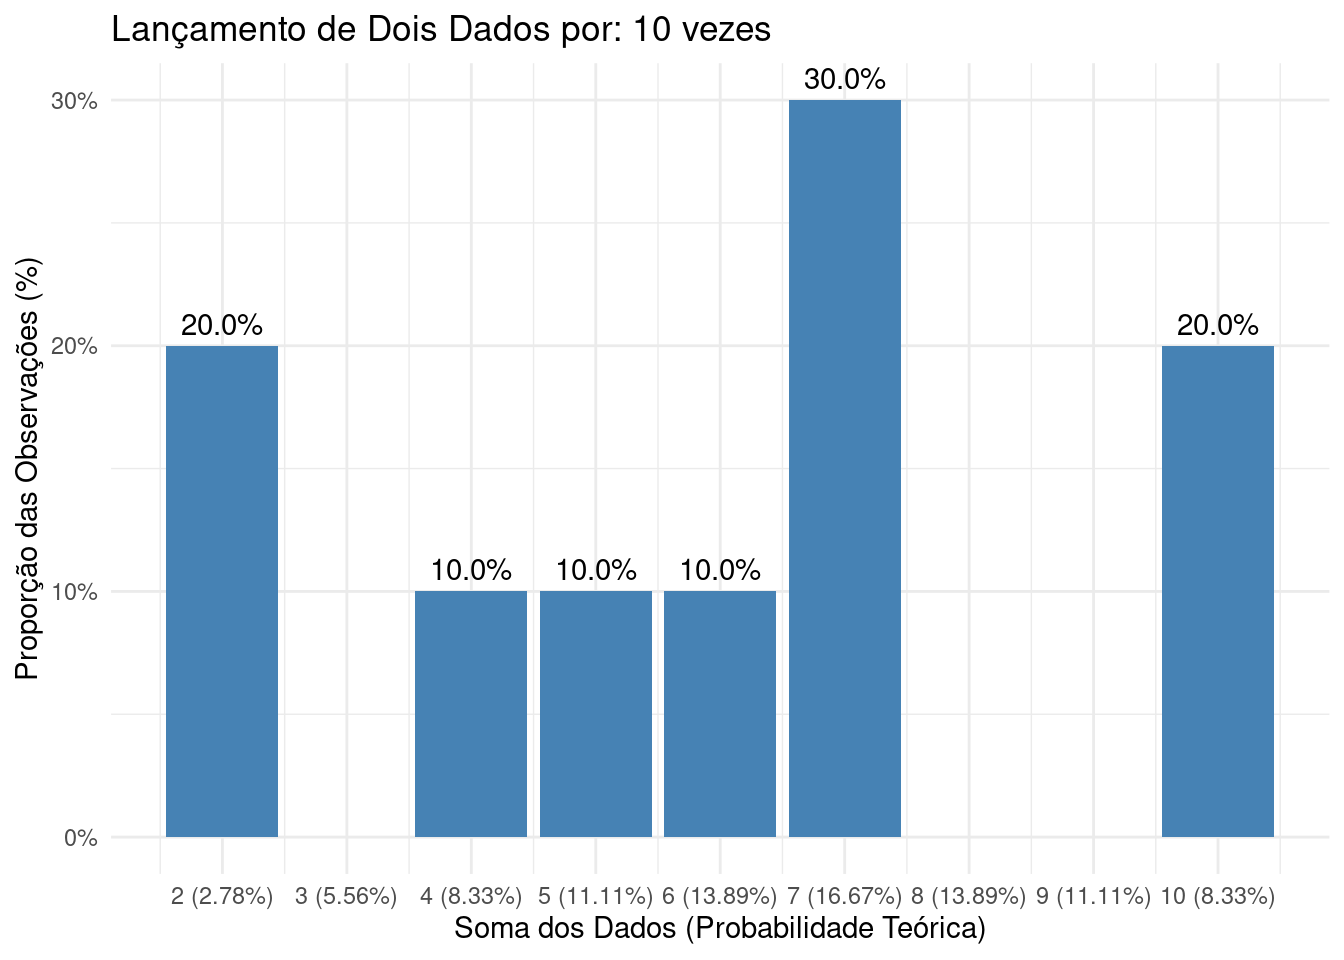 Lançamento de Dois Dados por: 10 vezes
30.0%
30%
20.0%
20.0%
20%
10.0% 10.0% 10.0%
10%
0%
Proporção das Observações (%)
2 (2.78%) 3 (5.56%) 4 (8.33%) 5 (11.11%) 6 (13.89%) 7 (16.67%) 8 (13.89%) 9 (11.11%) 10 (8.33%)
Soma dos Dados (Probabilidade Teórica)